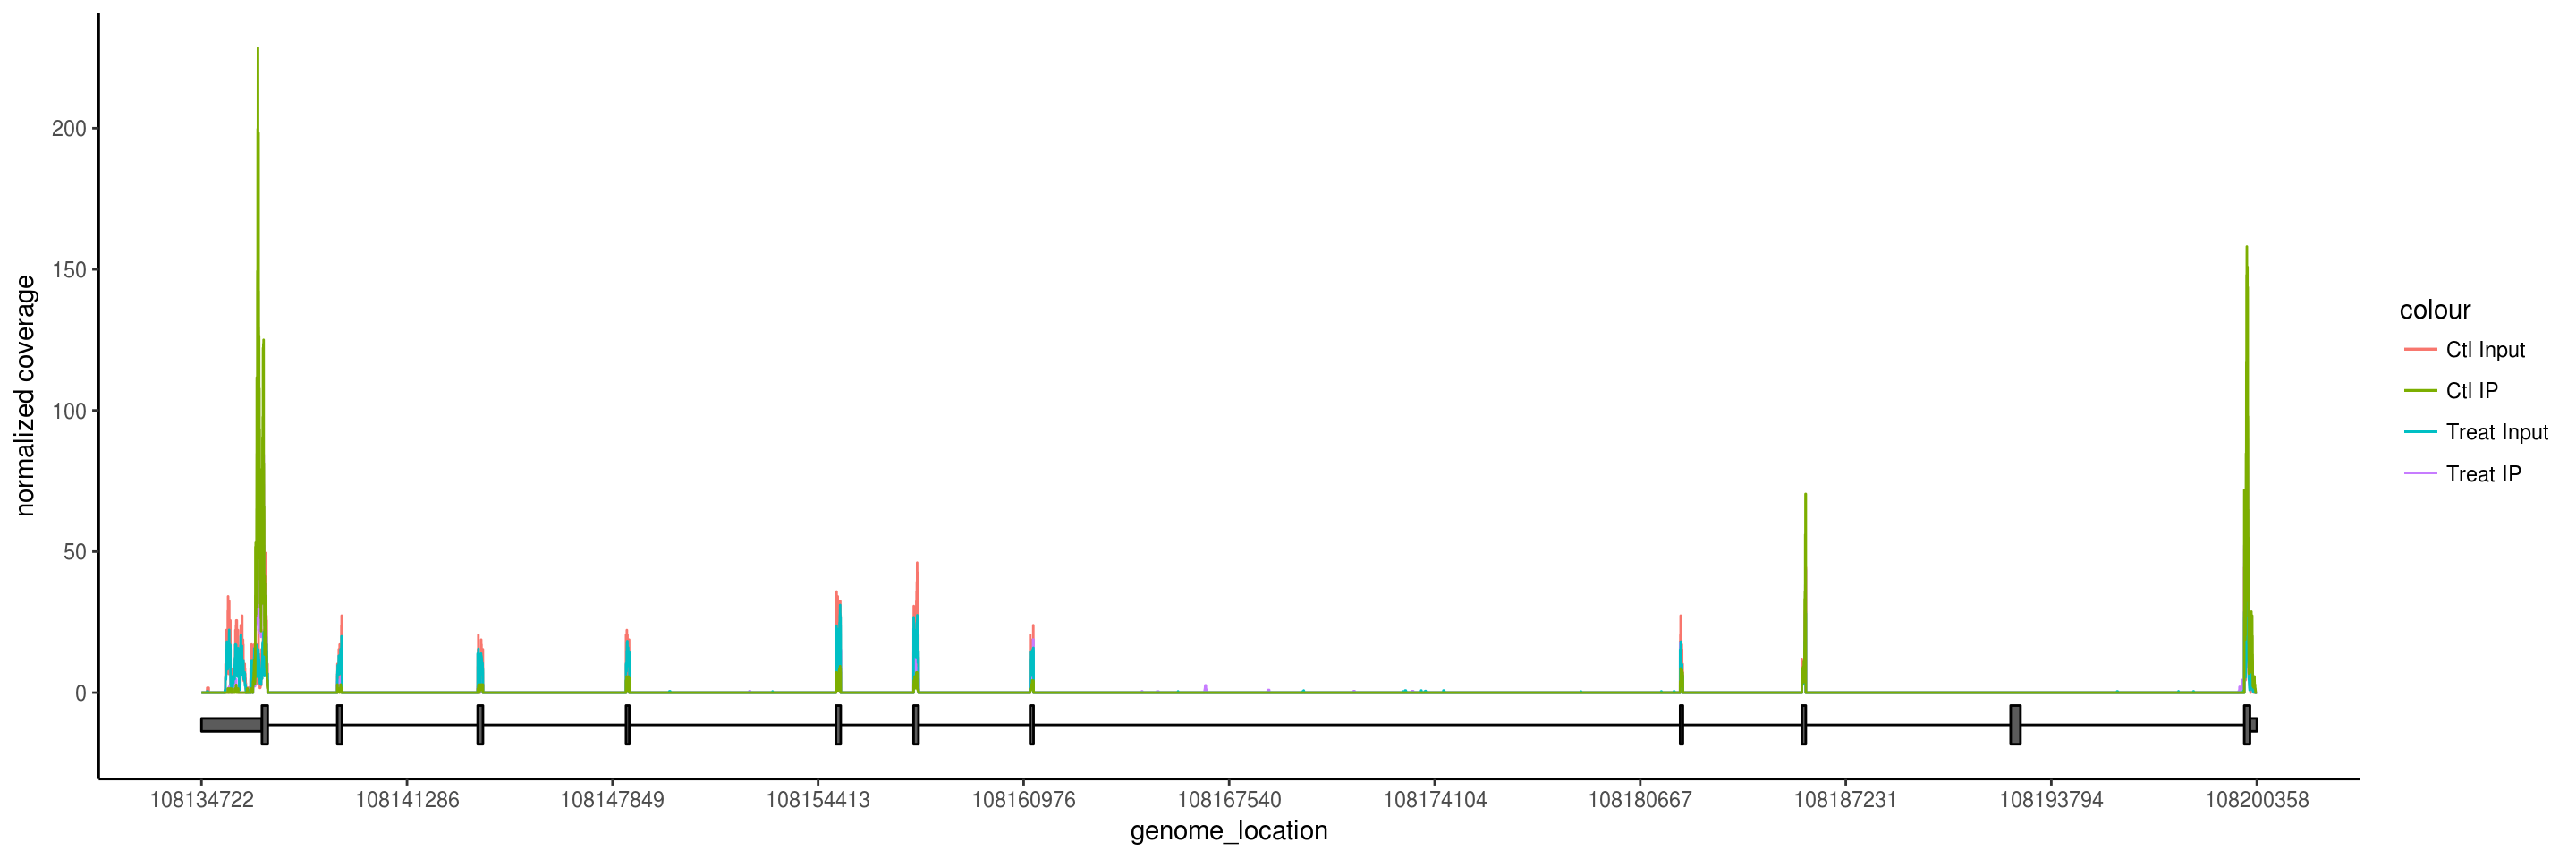 normalized coverage
200
150
100
50
0
108134722 108141286 108147849 108154413 108160976 108167540 108174104 108180667 108187231 108193794 108200358
genome_location
colour
Ctl Input
Ctl IP
Treat Input
Treat IP